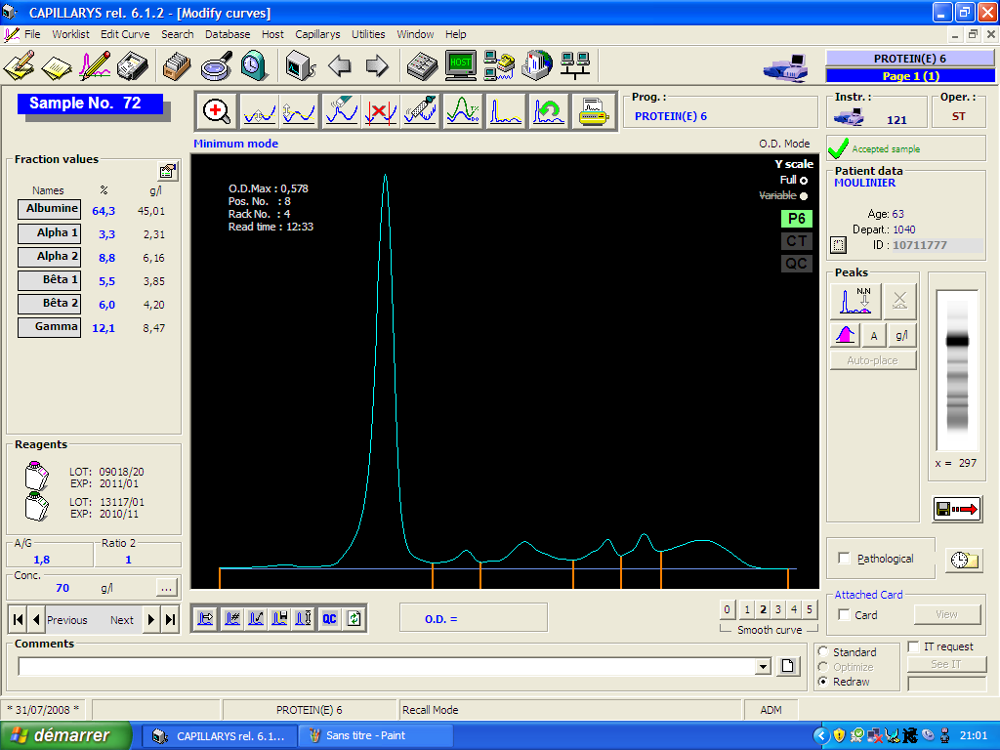 CAPILLARYS rel. 6.1.2 - [Modify curves]
File Worklist Edit Curve Search Database Host Capillarys Utilities Window Help
HOST
PROTEIN(E) 6
Page 1 (1)
Sample No. 72
Prog. :
PROTEIN(E) 6
Instr.:
121
Oper.:
ST
Minimum mode
O.D. Mode
Accepted sample
Fraction values
Names % g/l
Albumine 64,3 45,01
Alpha 1 3,3 2,31
Alpha 2 8,8 6,16
Bêta 1 5,5 3,85
Bêta 2 6,0 4,20
Gamma 12,1 8,47
O.D.Max : 0,578
Pos. No. : 8
Rack No. : 4
Read time : 12:33
Y scale
Full
Variable
P6
CT
QC
Patient data
MOULINIER
Age: 63
Depart.: 1040
ID : 10711777
Peaks
N.N
A g/l
Auto-place
x = 297
Reagents
LOT: 09018/20
EXP: 2011/01
LOT: 13117/01
EXP: 2010/11
A/G
1,8
Ratio 2
1
Conc.
70 g/l ...
Previous Next
QC
O.D. =
0 1 2 3 4 5
Smooth curve
Pathological
Attached Card
Card View
Comments
Standard
Optimize
Redraw
IT request
See IT
* 31/07/2008 * PROTEIN(E) 6 Recall Mode ADM
démarrer CAPILLARYS rel. 6.1... Sans titre - Paint 21:01